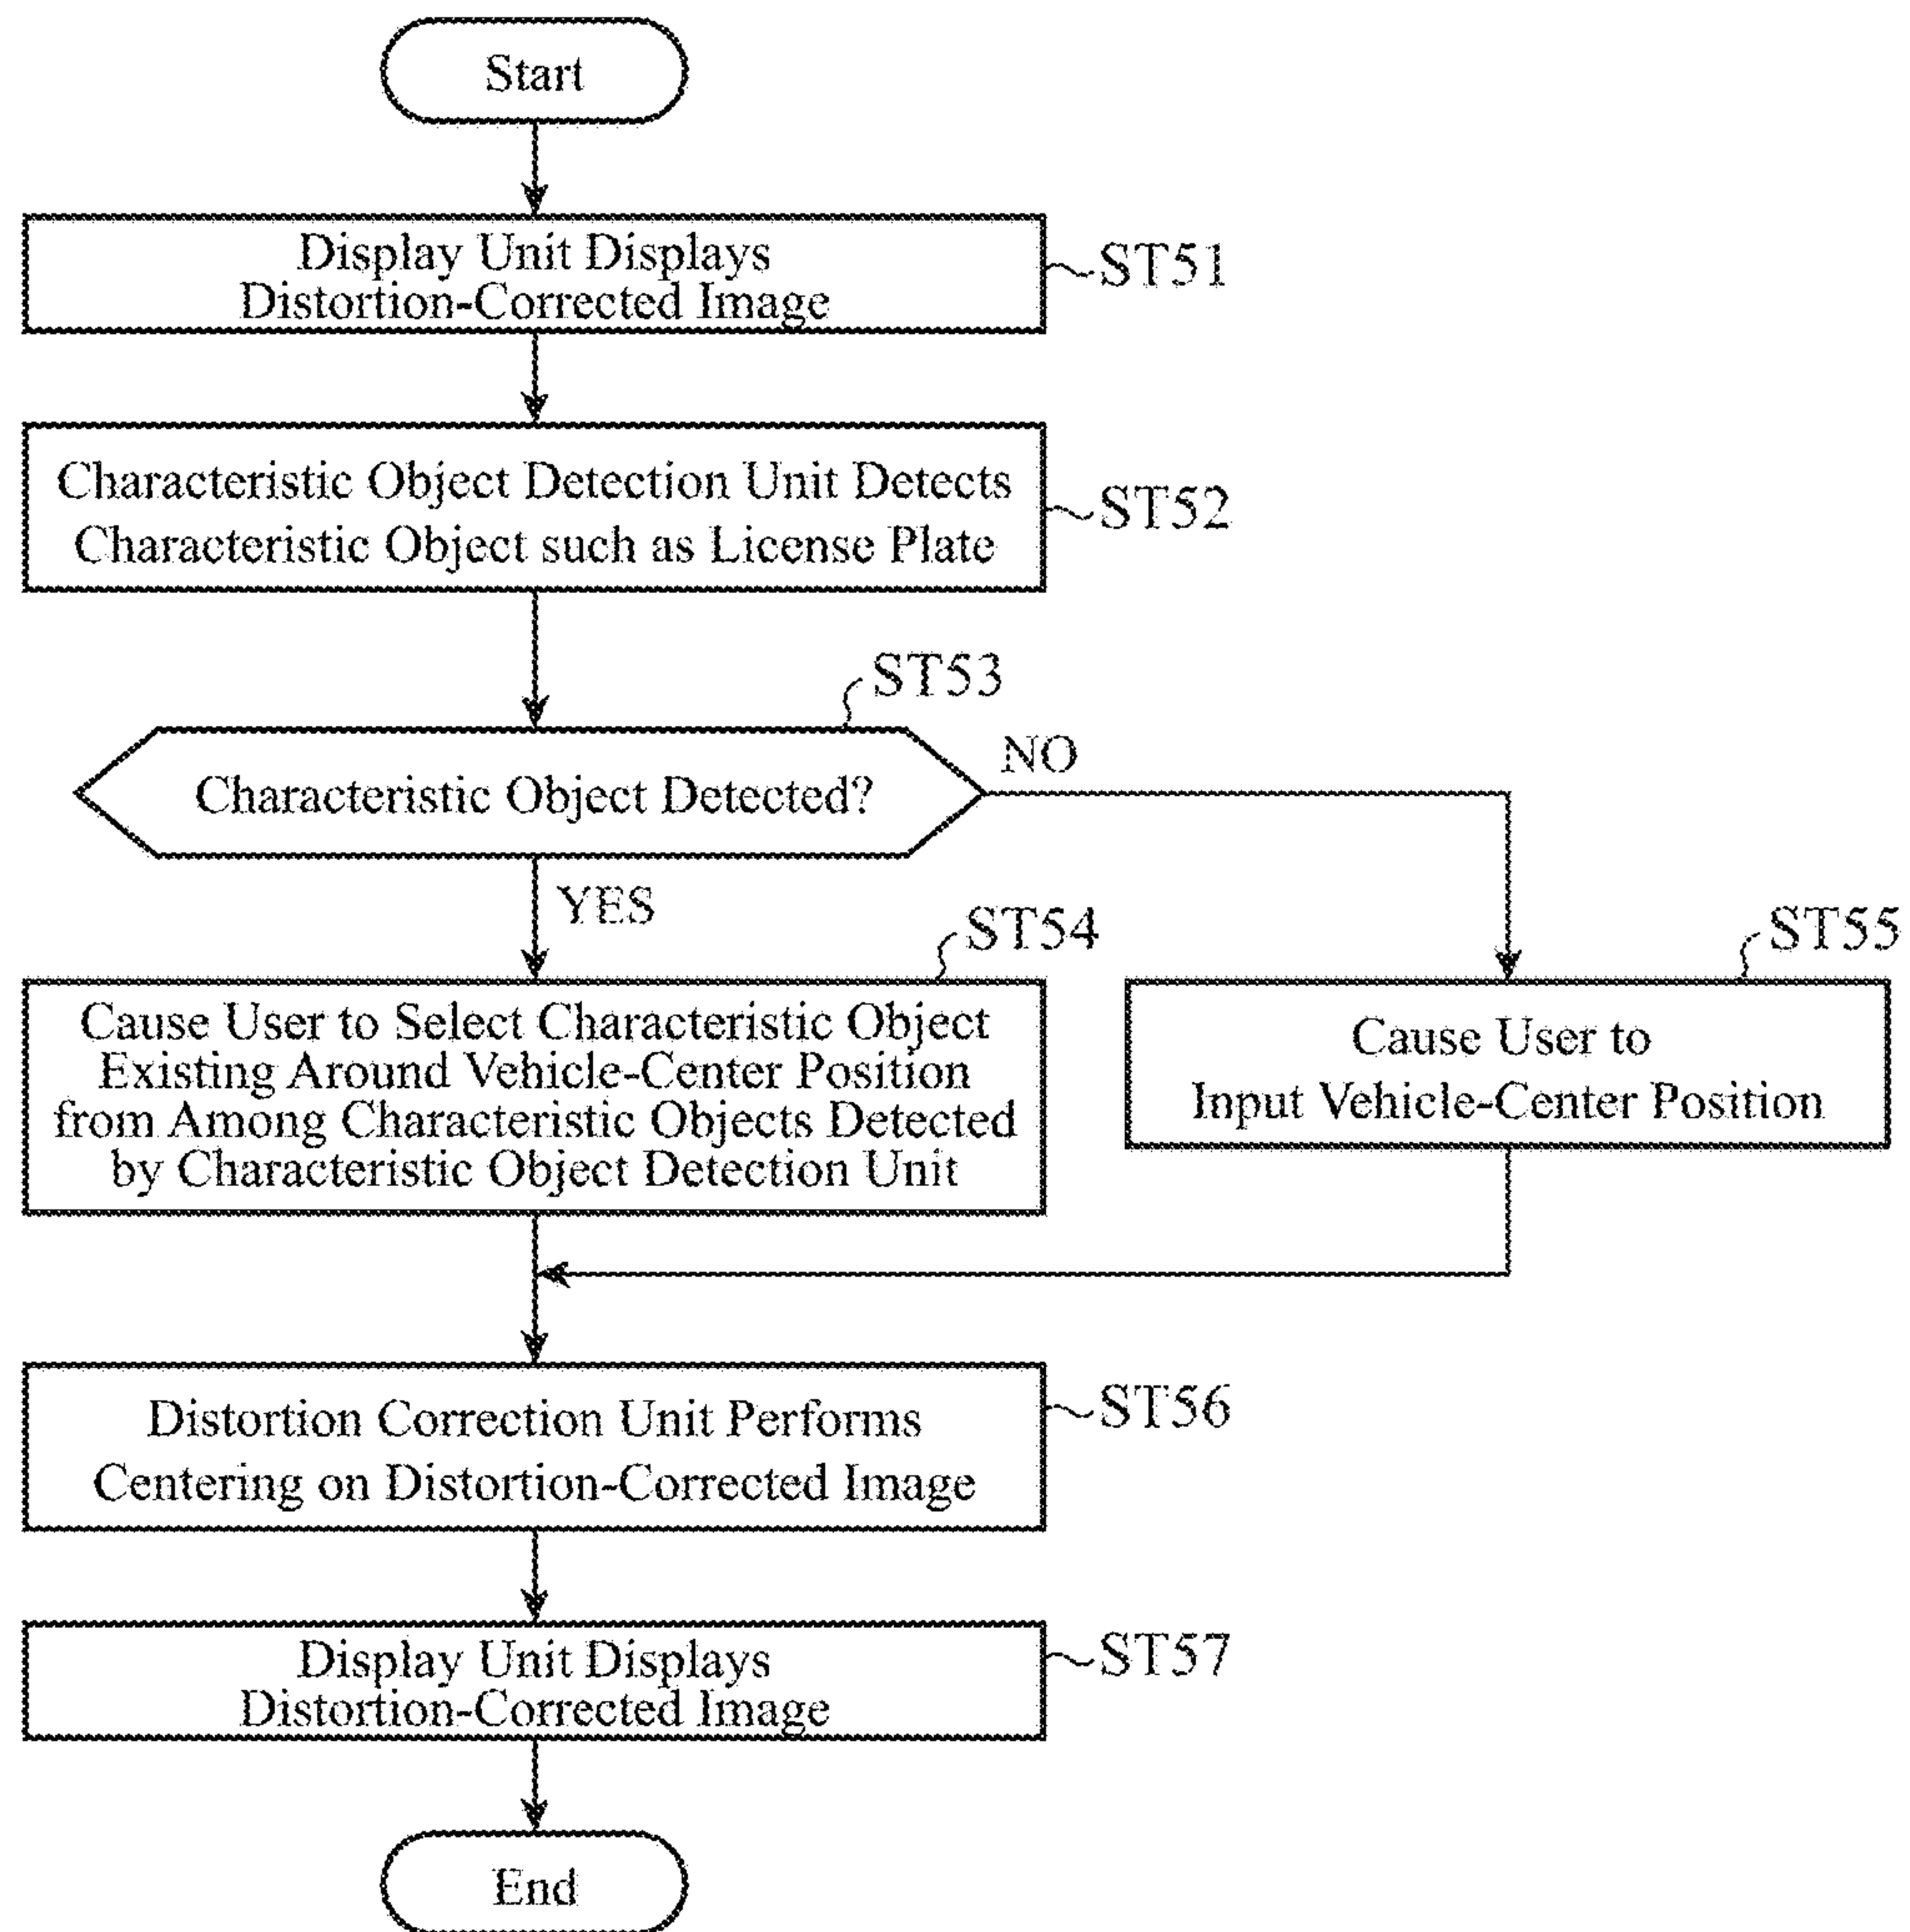 Start
Display Unit Displays
Distortion-Corrected Image
ST51
Characteristic Object Detection Unit Detects
Characteristic Object such as License Plate
ST52
ST53
Characteristic Object Detected?
NO
YES
ST54
Cause User to Select Characteristic Object
Existing Around Vehicle-Center Position
from Among Characteristic Objects Detected
by Characteristic Object Detection Unit
ST55
Cause User to
Input Vehicle-Center Position
Distortion Correction Unit Performs
Centering on Distortion-Corrected Image
ST56
Display Unit Displays
Distortion-Corrected Image
ST57
End